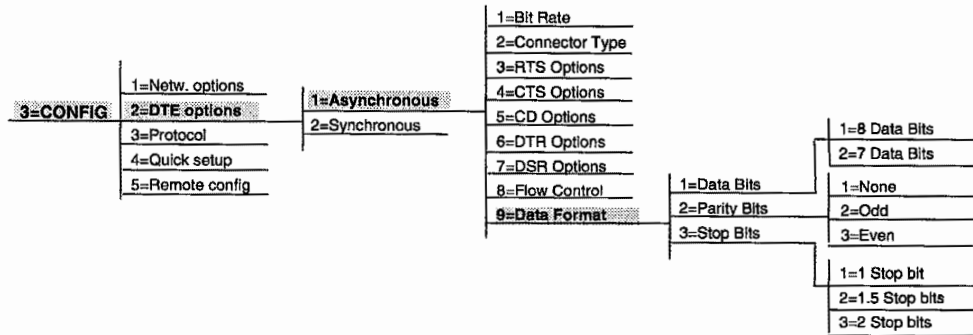 3=CONFIG
1=Netw. options
2=DTE options
3=Protocol
4=Quick setup
5=Remote config
1=Asynchronous
2=Synchronous
1=Bit Rate
2=Connector Type
3=RTS Options
4=CTS Options
5=CD Options
6=DTR Options
7=DSR Options
8=Flow Control
9=Data Format
1=Data Bits
2=Parity Bits
3=Stop Bits
1=8 Data Bits
2=7 Data Bits
1=None
2=Odd
3=Even
1=1 Stop bit
2=1.5 Stop bits
3=2 Stop bits